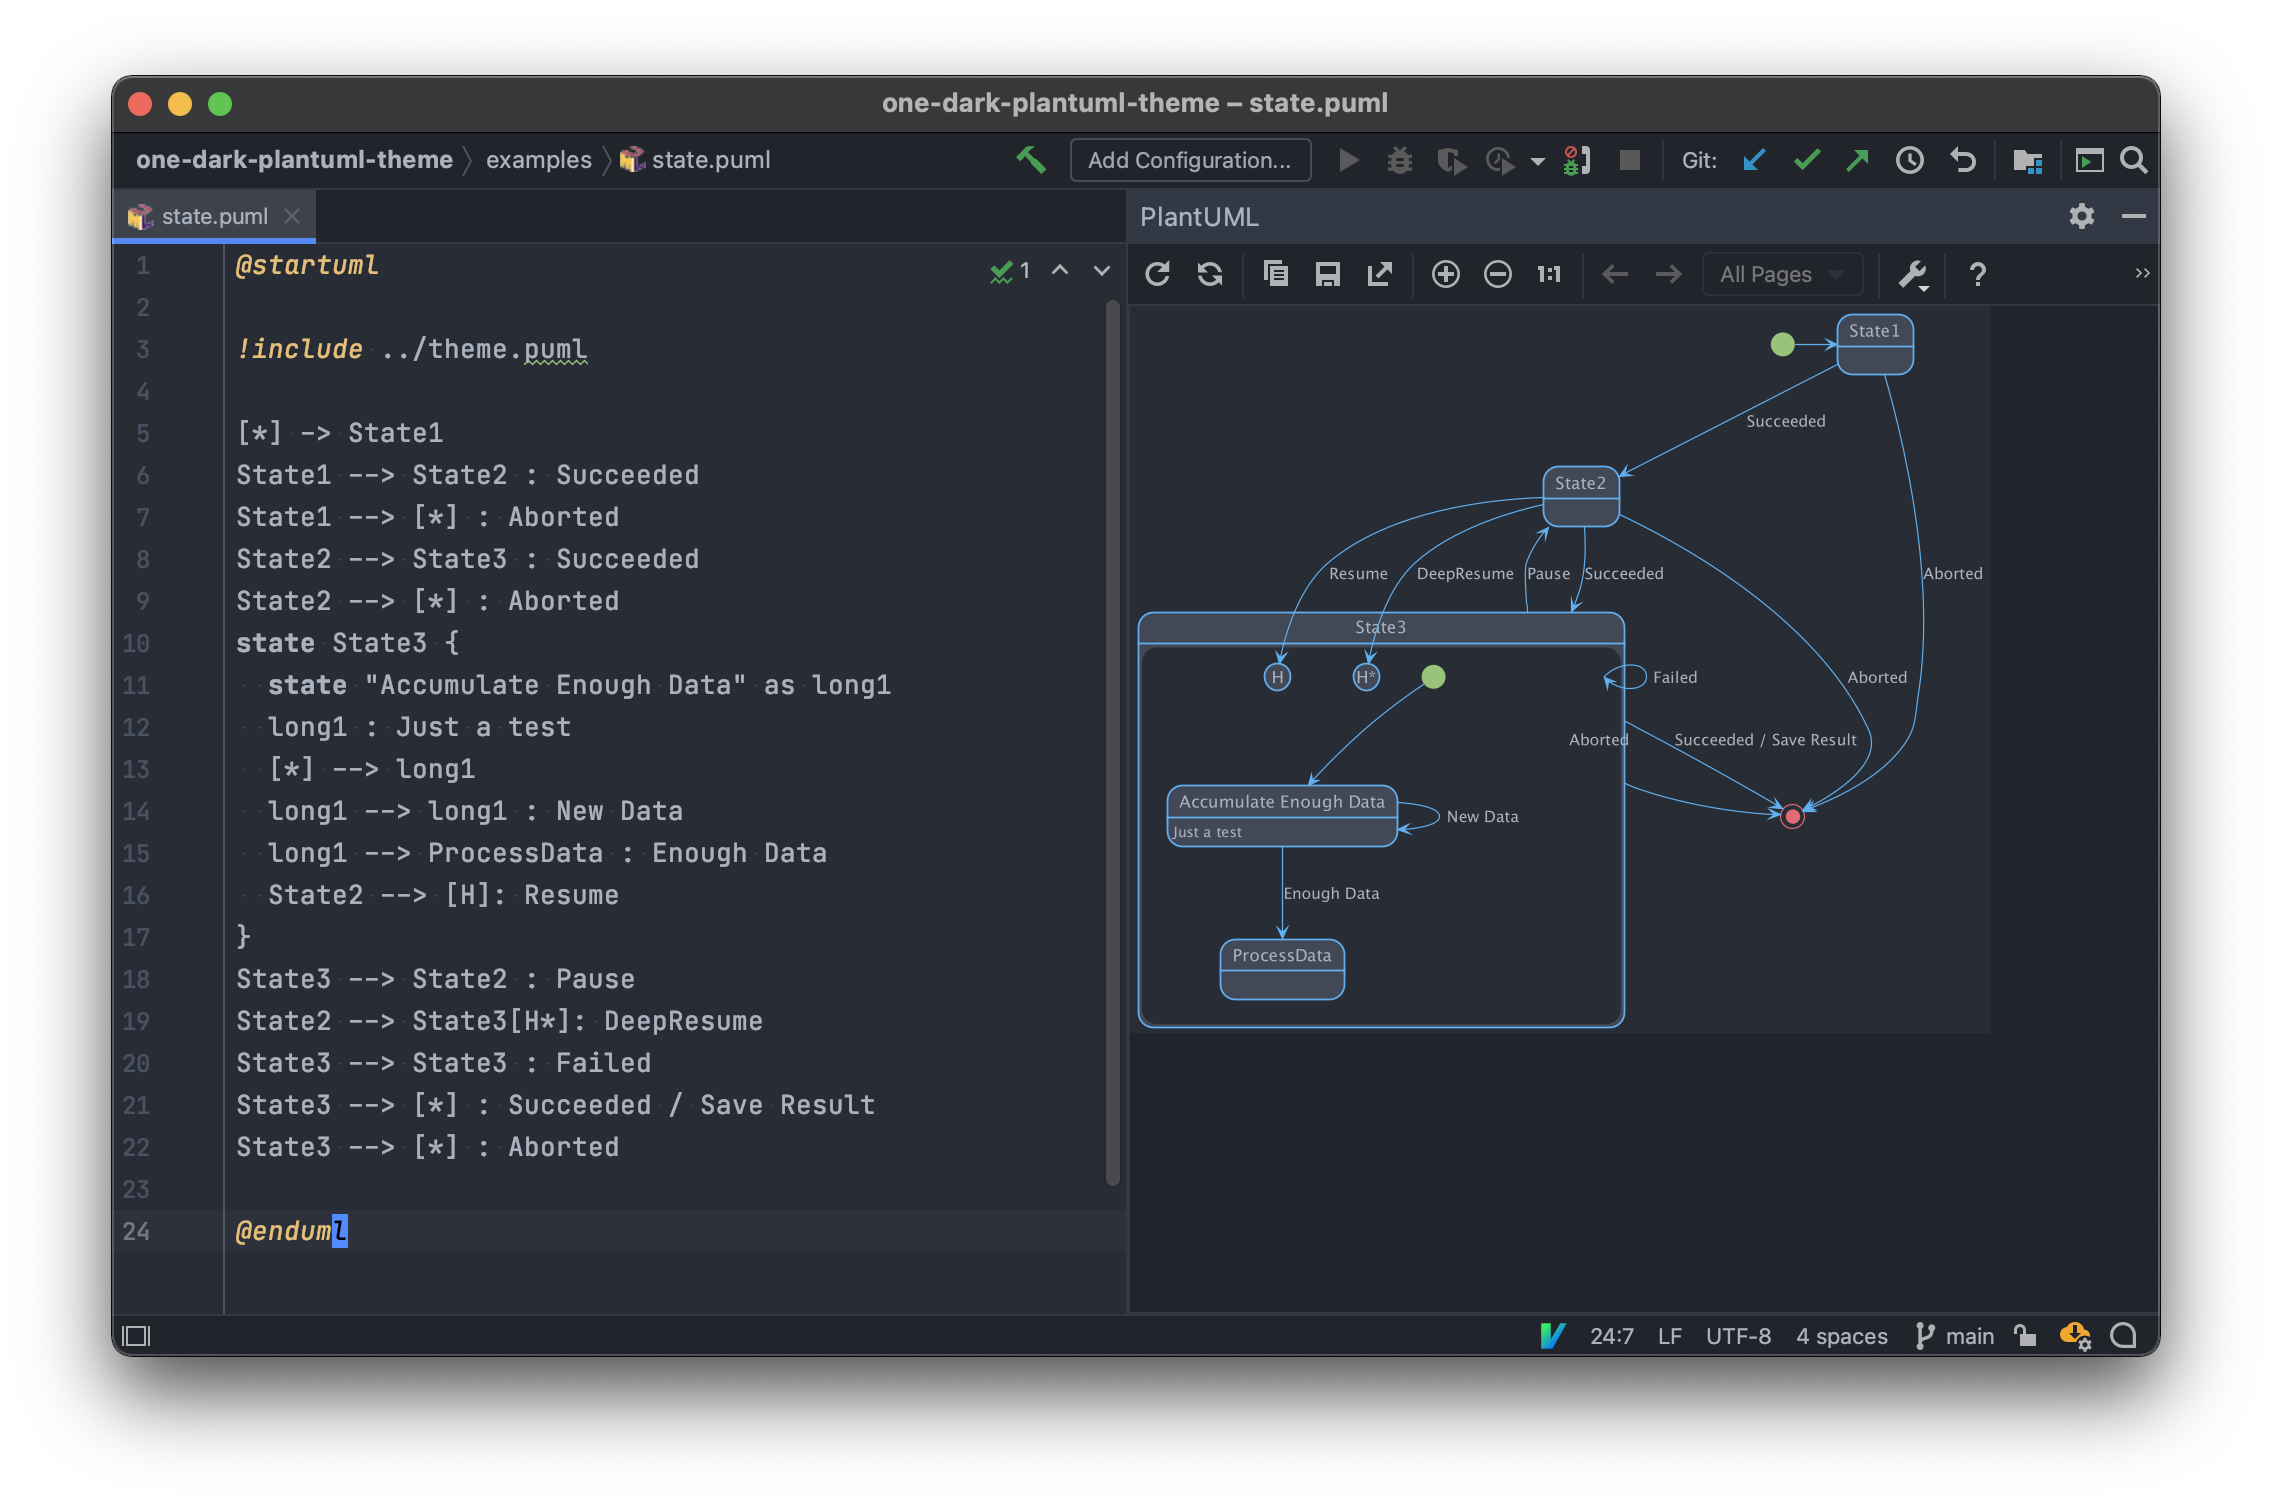 one-dark-plantuml-theme – state.puml
one-dark-plantuml-theme examples state.puml
Add Configuration...
Git:
state.puml
PlantUML
1 @startuml
1
2
3 !include ../theme.puml
4
5 [*] -> State1
6 State1 --> State2 : Succeeded
7 State1 --> [*] : Aborted
8 State2 --> State3 : Succeeded
9 State2 --> [*] : Aborted
10 state State3 {
11 state "Accumulate Enough Data" as long1
12 long1 : Just a test
13 [*] --> long1
14 long1 --> long1 : New Data
15 long1 --> ProcessData : Enough Data
16 State2 --> [H]: Resume
17 }
18 State3 --> State2 : Pause
19 State2 --> State3[H*]: DeepResume
20 State3 --> State3 : Failed
21 State3 --> [*] : Succeeded / Save Result
22 State3 --> [*] : Aborted
23
24 @enduml
1:1
All Pages
?
State1
Succeeded
State2
Resume
DeepResume
Pause
Succeeded
Aborted
State3
H
H*
Failed
Aborted
Aborted
Succeeded / Save Result
Accumulate Enough Data
Just a test
New Data
Enough Data
ProcessData
24:7
LF
UTF-8
4 spaces
main